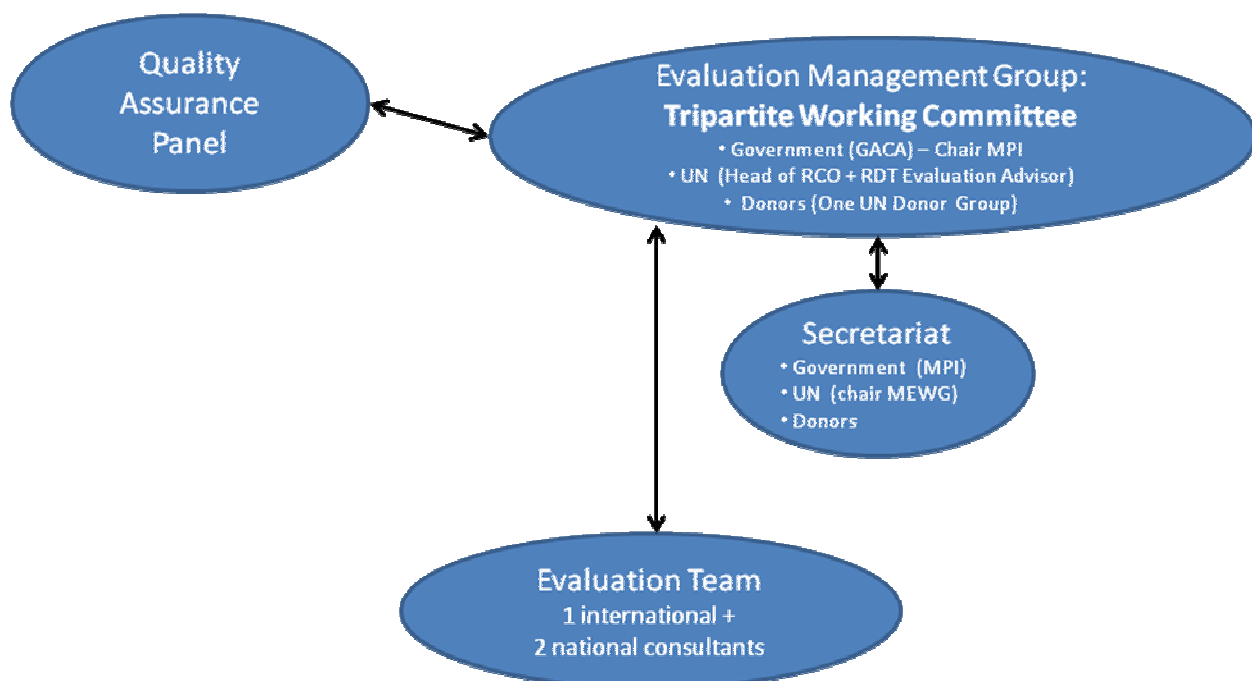 Quality
Assurance
Panel
Evaluation Management Group:
Tripartite Working Committee
• Government (GACA) – Chair MPI
• UN (Head of RCO + RDT Evaluation Advisor)
• Donors (One UN Donor Group)
Secretariat
• Government (MPI)
• UN (chair MEWG)
• Donors
Evaluation Team
1 international +
2 national consultants